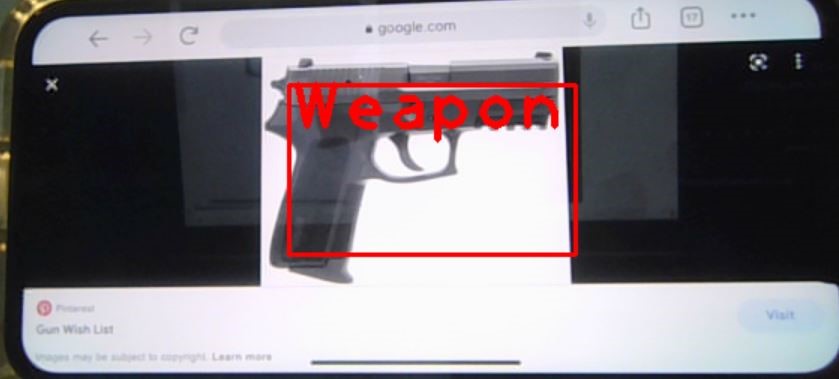 google.com
17
Weapon
Pinterest
Gun Wish List
Visit
Images may be subject to copyright. Learn more